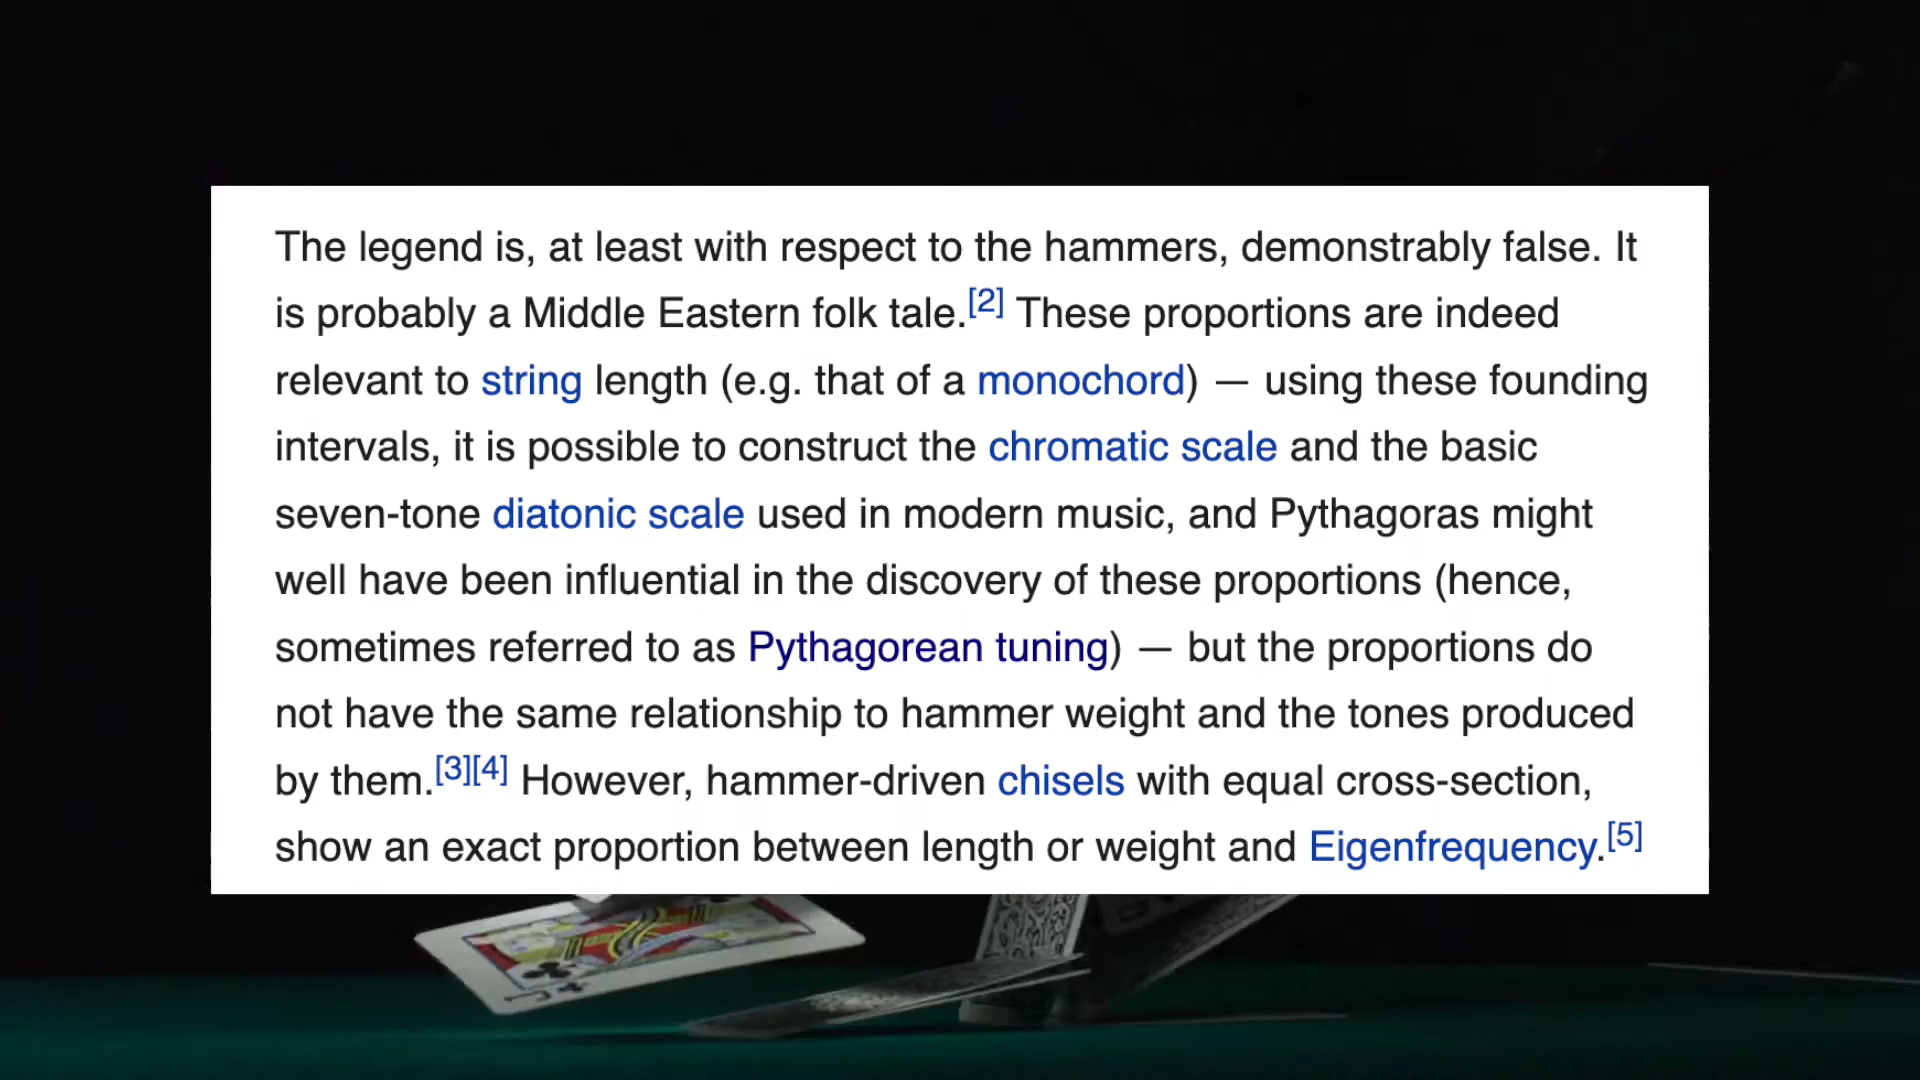 The legend is, at least with respect to the hammers, demonstrably false. It
is probably a Middle Eastern folk tale.[2] These proportions are indeed
relevant to string length (e.g. that of a monochord) — using these founding
intervals, it is possible to construct the chromatic scale and the basic
seven-tone diatonic scale used in modern music, and Pythagoras might
well have been influential in the discovery of these proportions (hence,
sometimes referred to as Pythagorean tuning) — but the proportions do
not have the same relationship to hammer weight and the tones produced
by them.[3][4] However, hammer-driven chisels with equal cross-section,
show an exact proportion between length or weight and Eigenfrequency.[5]
J